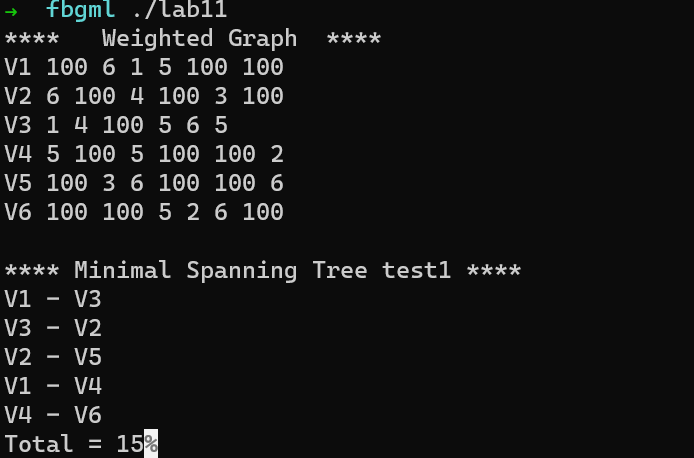 → fbgml ./lab11
****   Weighted Graph  ****
V1 100 6 1 5 100 100
V2 6 100 4 100 3 100
V3 1 4 100 5 6 5
V4 5 100 5 100 100 2
V5 100 3 6 100 100 6
V6 100 100 5 2 6 100
**** Minimal Spanning Tree test1 ****
V1 - V3
V3 - V2
V2 - V5
V1 - V4
V4 - V6
Total = 15%